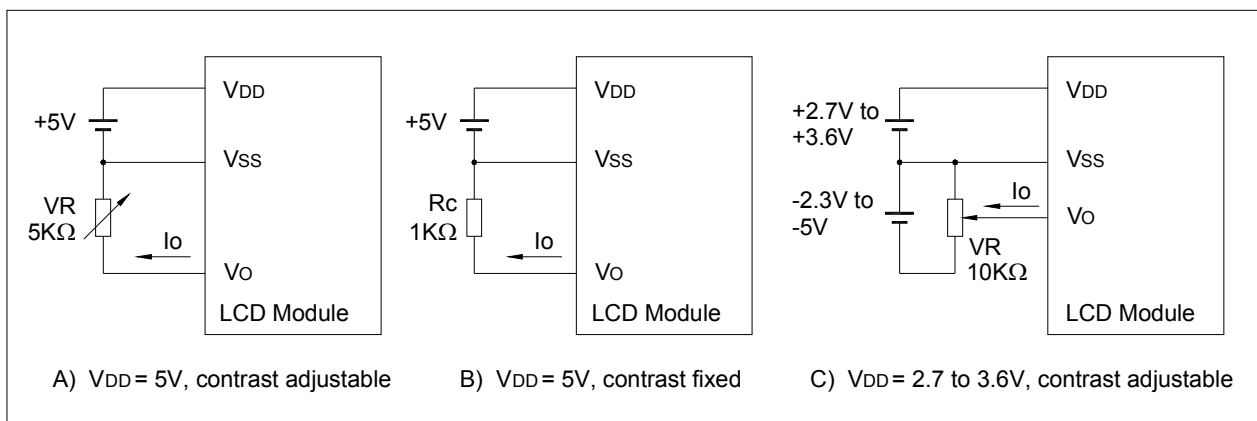 VDD
+5V
VSS
VR
5KΩ
Io
VO
LCD Module
A) VDD = 5V, contrast adjustable
VDD
+5V
VSS
Rc
1KΩ
Io
VO
LCD Module
B) VDD = 5V, contrast fixed
VDD
+2.7V to
+3.6V
VSS
Io
-2.3V to
-5V
VO
VR
10KΩ
LCD Module
C) VDD = 2.7 to 3.6V, contrast adjustable